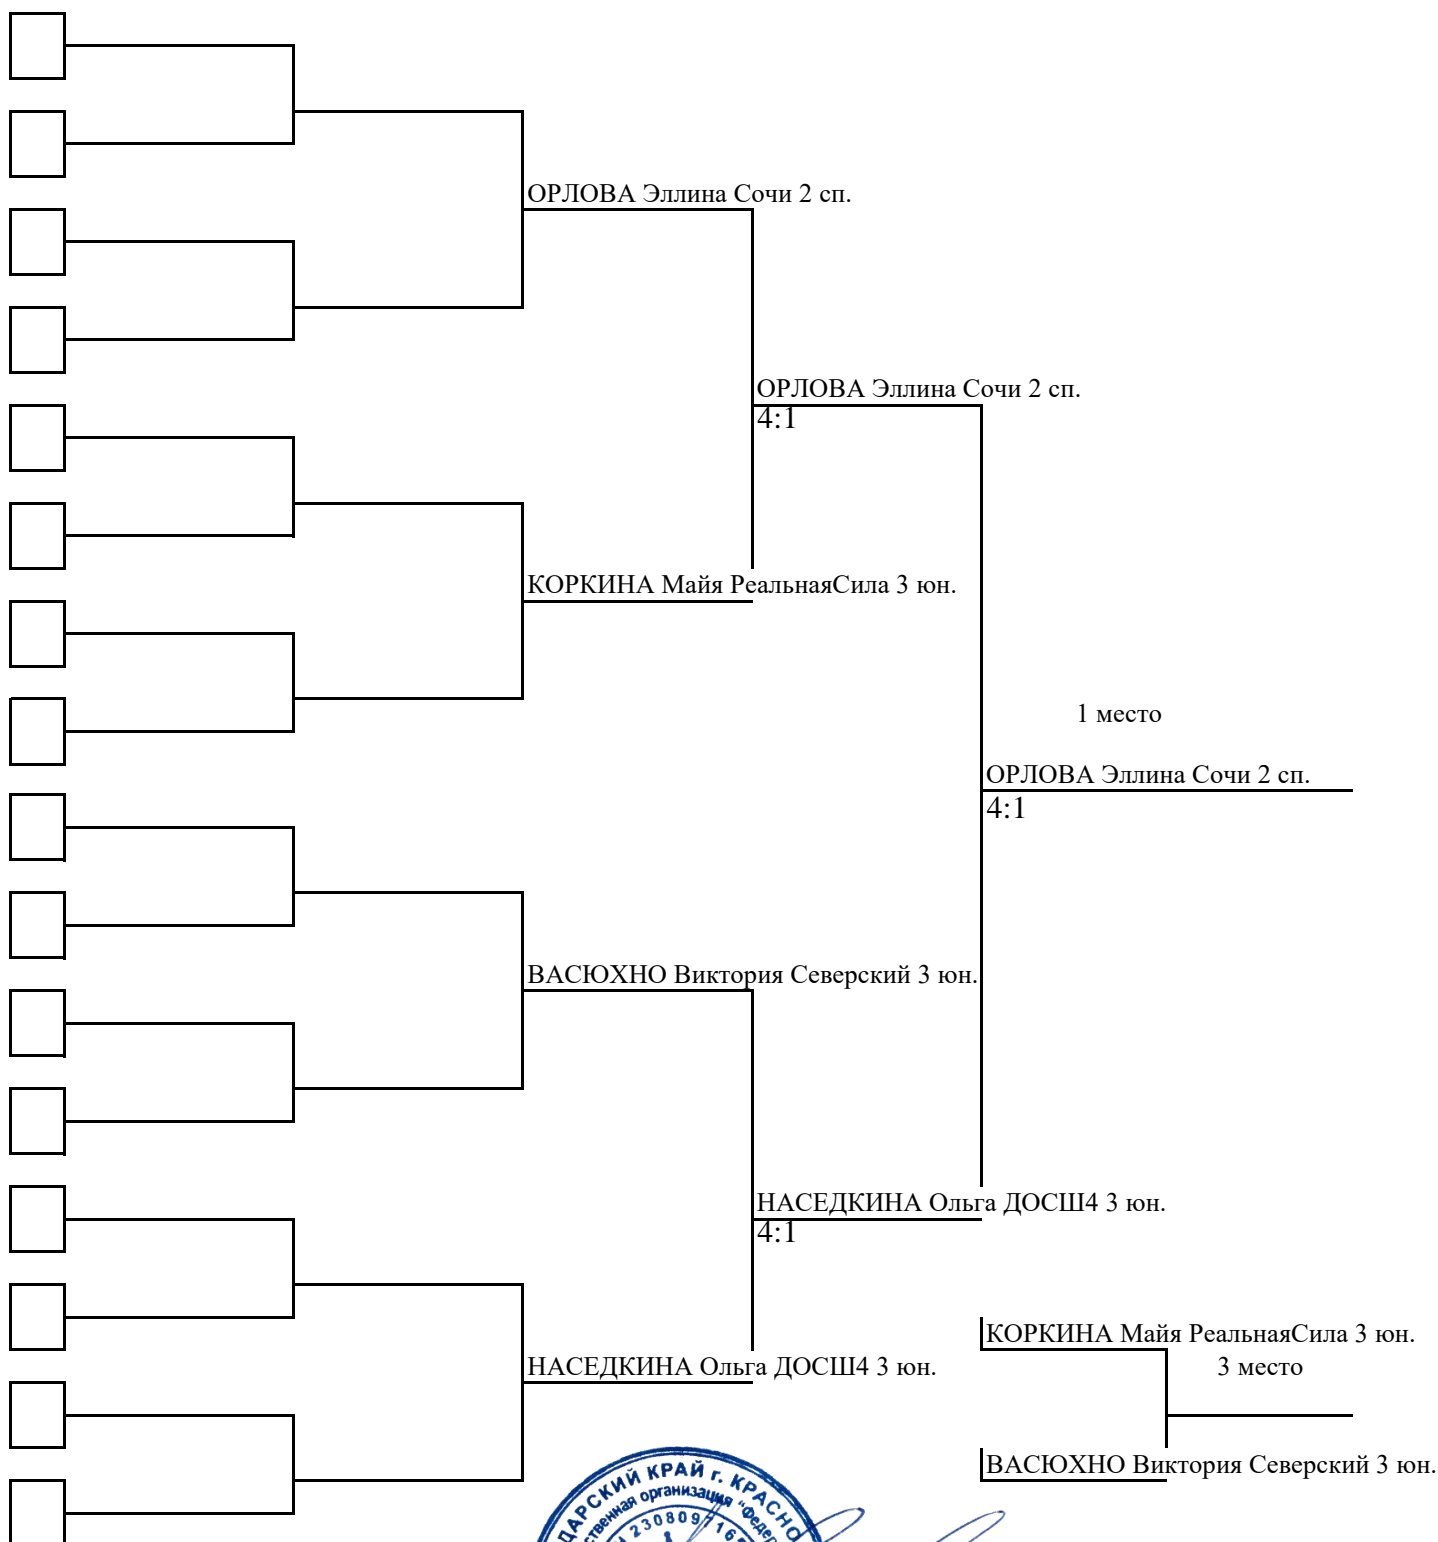 ОРЛОВА Эллина Сочи 2 сп.
ОРЛОВА Эллина Сочи 2 сп.
4:1
КОРКИНА Майя РеальнаяСила 3 юн.
1 место
ОРЛОВА Эллина Сочи 2 сп.
4:1
ВАСЮХНО Виктория Северский 3 юн.
НАСЕДКИНА Ольга ДОСШ4 3 юн.
4:1
КОРКИНА Майя РеальнаяСила 3 юн.
НАСЕДКИНА Ольга ДОСШ4 3 юн.
3 место
ВАСЮХНО Виктория Северский 3 юн.
КРАЙ г.
организация